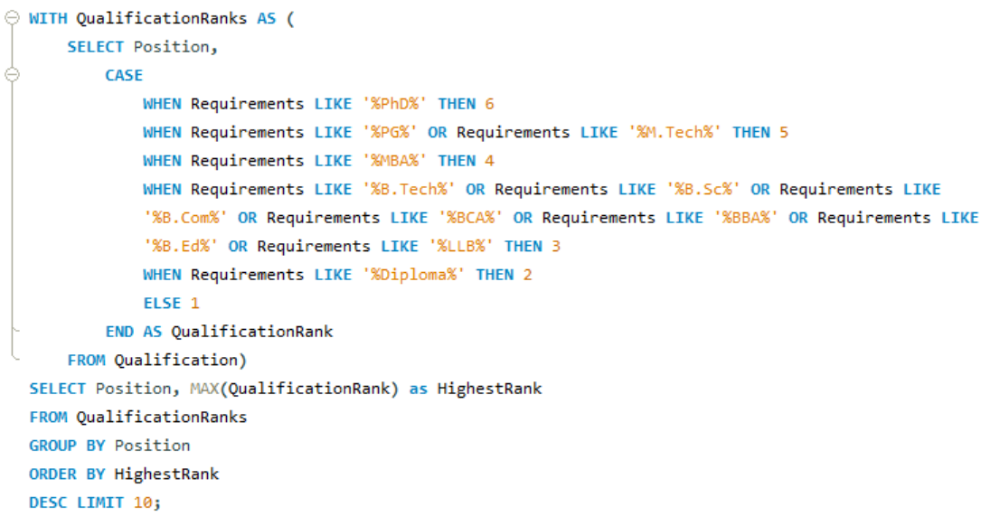 WITH QualificationRanks AS (
SELECT Position,
CASE
WHEN Requirements LIKE '%PhD%' THEN 6
WHEN Requirements LIKE '%PG%' OR Requirements LIKE '%M.Tech%' THEN 5
WHEN Requirements LIKE '%MBA%' THEN 4
WHEN Requirements LIKE '%B.Tech%' OR Requirements LIKE '%B.Sc%' OR Requirements LIKE
'%B.Com%' OR Requirements LIKE '%BCA%' OR Requirements LIKE '%BBA%' OR Requirements LIKE
'%B.Ed%' OR Requirements LIKE '%LLB%' THEN 3
WHEN Requirements LIKE '%Diploma%' THEN 2
ELSE 1
END AS QualificationRank
FROM Qualification)
SELECT Position, MAX(QualificationRank) as HighestRank
FROM QualificationRanks
GROUP BY Position
ORDER BY HighestRank
DESC LIMIT 10;